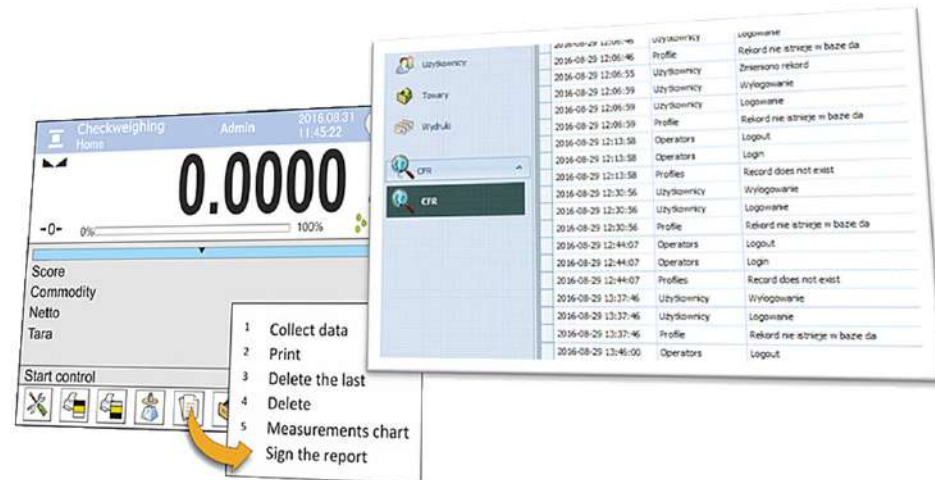 Checkweighing Admin 2016.08.31
Home 11:45:22
0.0000
-0- 0% 100%
Score
Commodity
Netto
Tara
Start control
1 Collect data
2 Print
3 Delete the last
4 Delete
5 Measurements chart
Sign the report
Użytkownicy
Towary
Wydruki
CFR
CFR
2016-08-29 12:06:46 Użytkownicy Logowanie
2016-08-29 12:06:46 Profile Rekord nie istnieje w bazie da
2016-08-29 12:06:55 Użytkownicy Zmieniono rekord
2016-08-29 12:06:59 Użytkownicy Wylogowanie
2016-08-29 12:06:59 Użytkownicy Logowanie
2016-08-29 12:06:59 Profile Rekord nie istnieje w bazie da
2016-08-29 12:13:58 Operators Logout
2016-08-29 12:13:58 Operators Login
2016-08-29 12:13:58 Profiles Record does not exist
2016-08-29 12:30:56 Użytkownicy Wylogowanie
2016-08-29 12:30:56 Użytkownicy Logowanie
2016-08-29 12:30:56 Profile Rekord nie istnieje w bazie da
2016-08-29 12:44:07 Operators Logout
2016-08-29 12:44:07 Operators Login
2016-08-29 12:44:07 Profiles Record does not exist
2016-08-29 13:37:46 Użytkownicy Wylogowanie
2016-08-29 13:37:46 Użytkownicy Logowanie
2016-08-29 13:37:46 Profile Rekord nie istnieje w bazie da
2016-08-29 13:46:00 Operators Logout